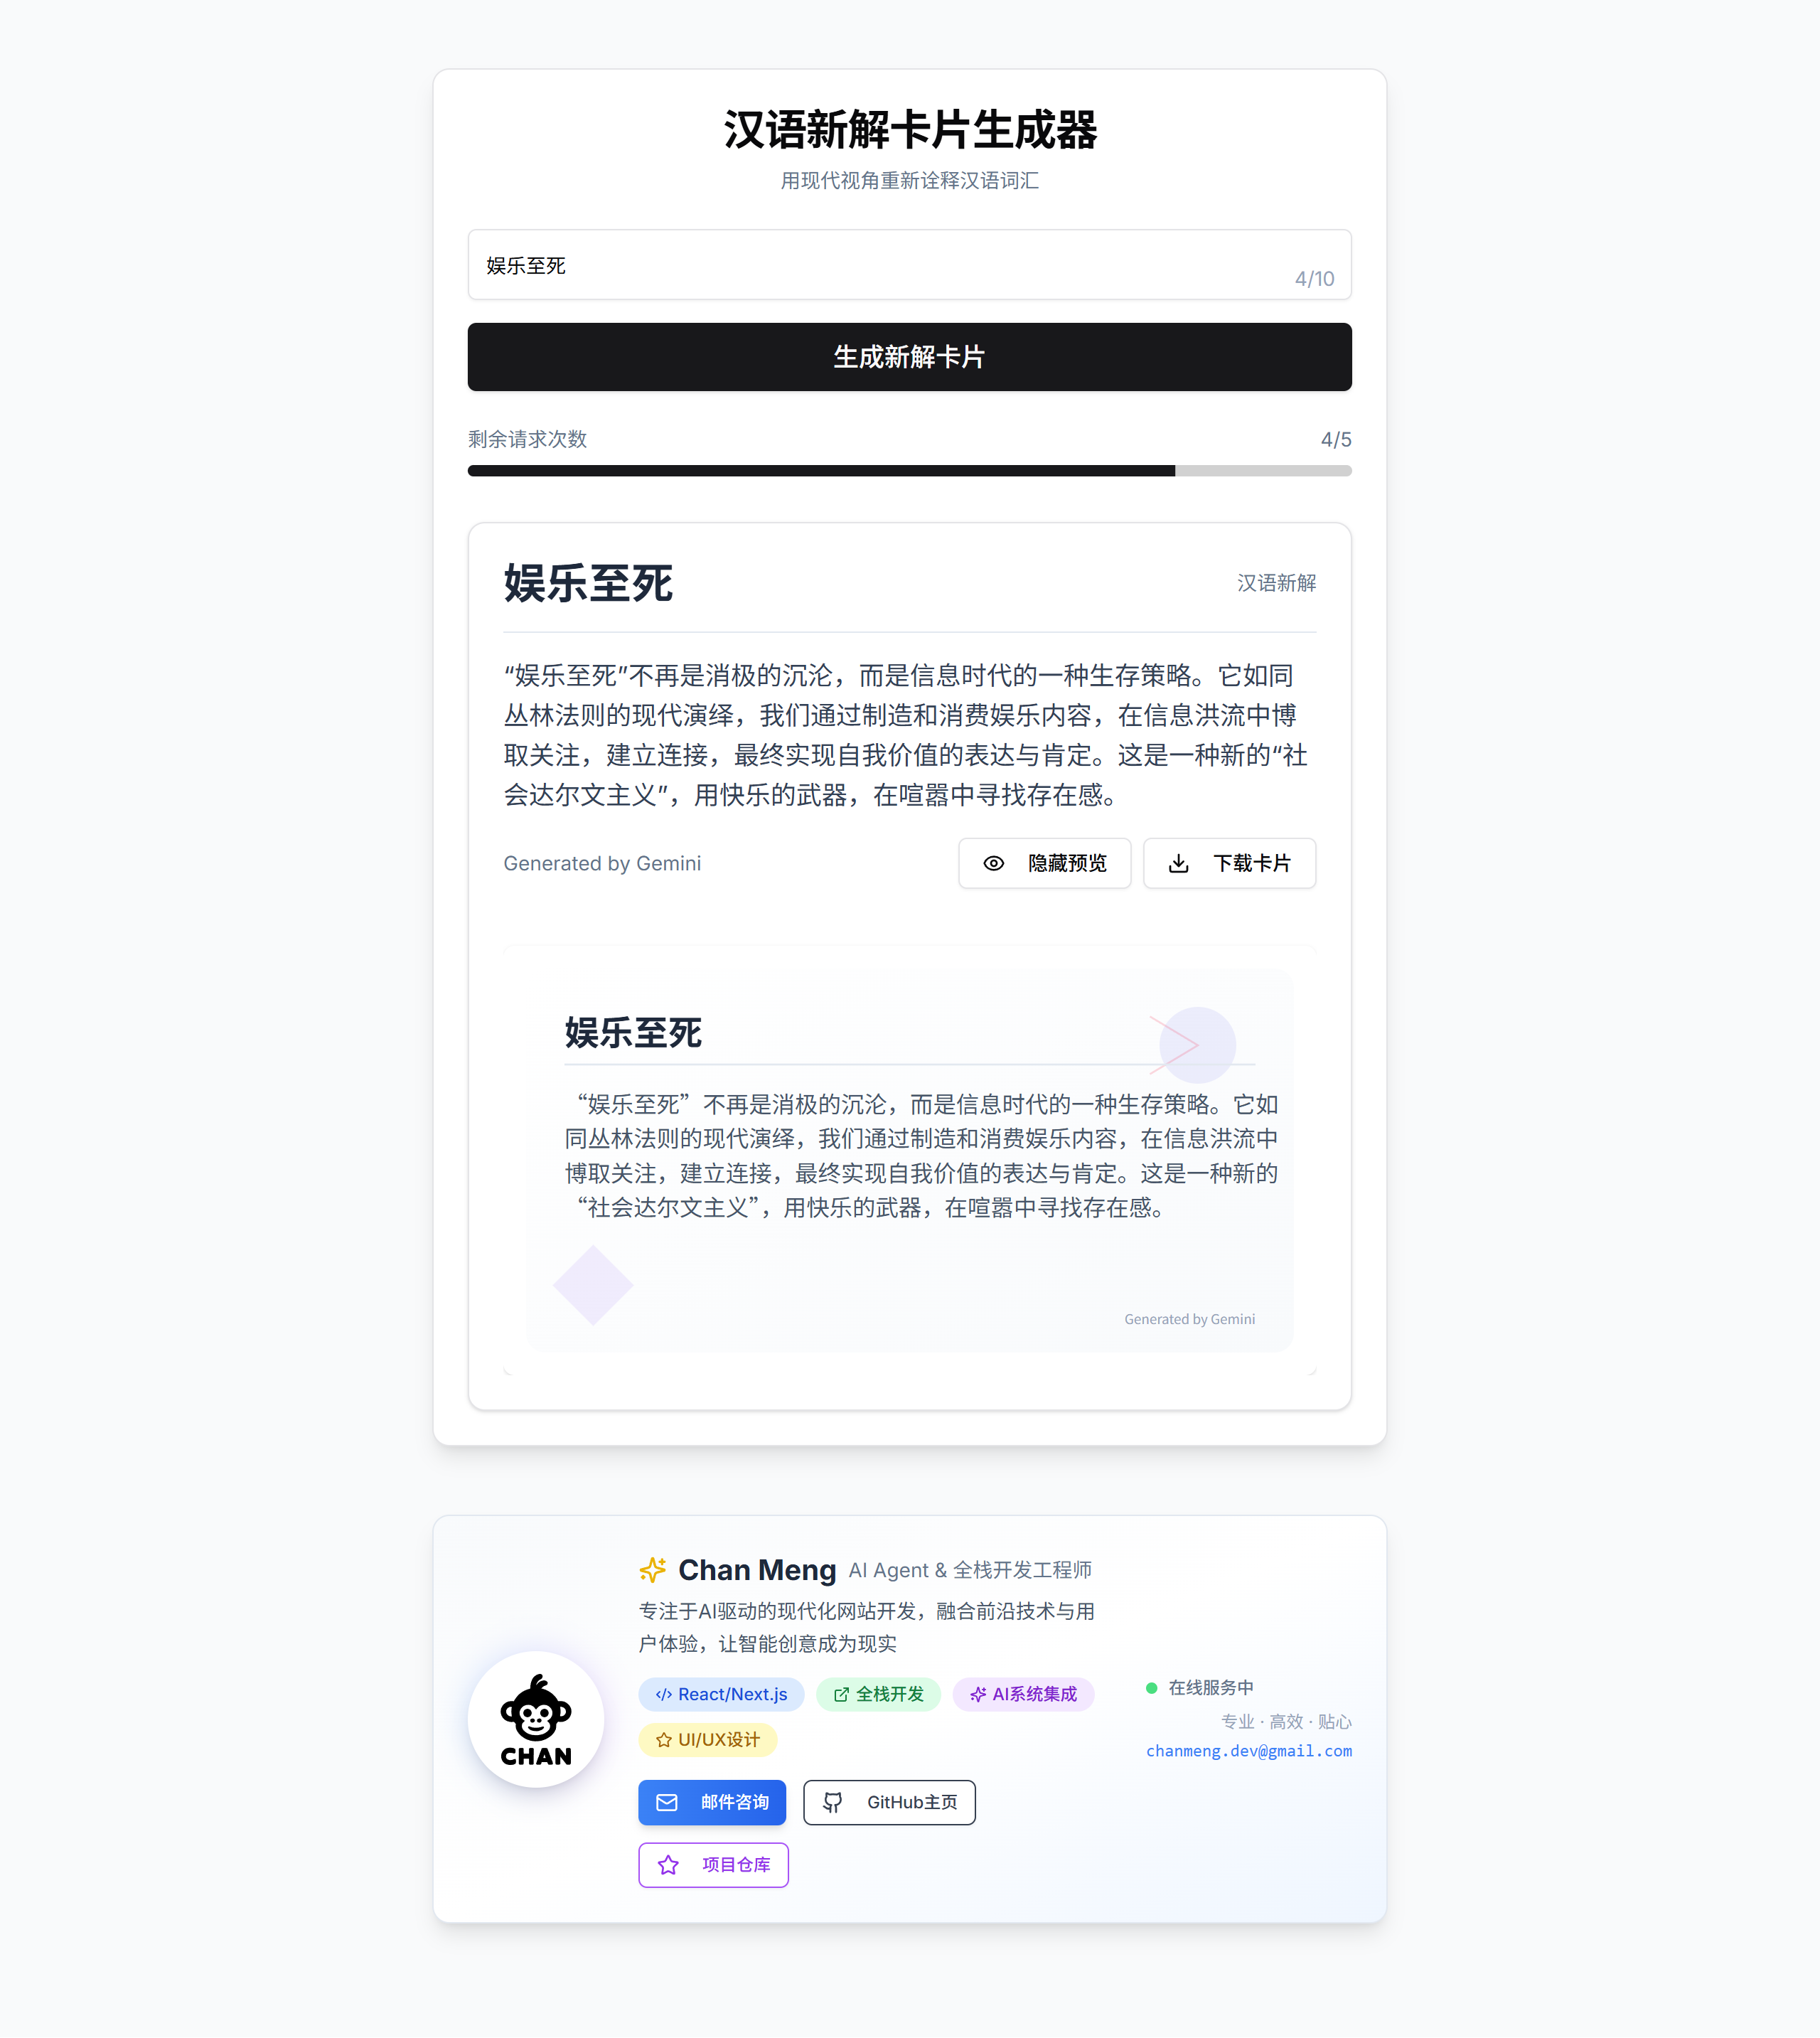 汉语新解卡片生成器
用现代视角重新诠释汉语词汇
娱乐至死
4/10
生成新解卡片
剩余请求次数
4/5
娱乐至死
汉语新解
“娱乐至死”不再是消极的沉沦，而是信息时代的一种生存策略。它如同
丛林法则的现代演绎，我们通过制造和消费娱乐内容，在信息洪流中博
取关注，建立连接，最终实现自我价值的表达与肯定。这是一种新的“社
会达尔文主义”，用快乐的武器，在喧嚣中寻找存在感。
Generated by Gemini
隐藏预览
下载卡片
娱乐至死
“娱乐至死”不再是消极的沉沦，而是信息时代的一种生存策略。它如
同丛林法则的现代演绎，我们通过制造和消费娱乐内容，在信息洪流中
博取关注，建立连接，最终实现自我价值的表达与肯定。这是一种新的
“社会达尔文主义”，用快乐的武器，在喧嚣中寻找存在感。
Generated by Gemini
CHAN
Chan Meng AI Agent & 全栈开发工程师
专注于AI驱动的现代化网站开发，融合前沿技术与用
户体验，让智能创意成为现实
React/Next.js
全栈开发
AI系统集成
UI/UX设计
邮件咨询
GitHub主页
项目仓库
在线服务中
专业 · 高效 · 贴心
chanmeng.dev@gmail.com